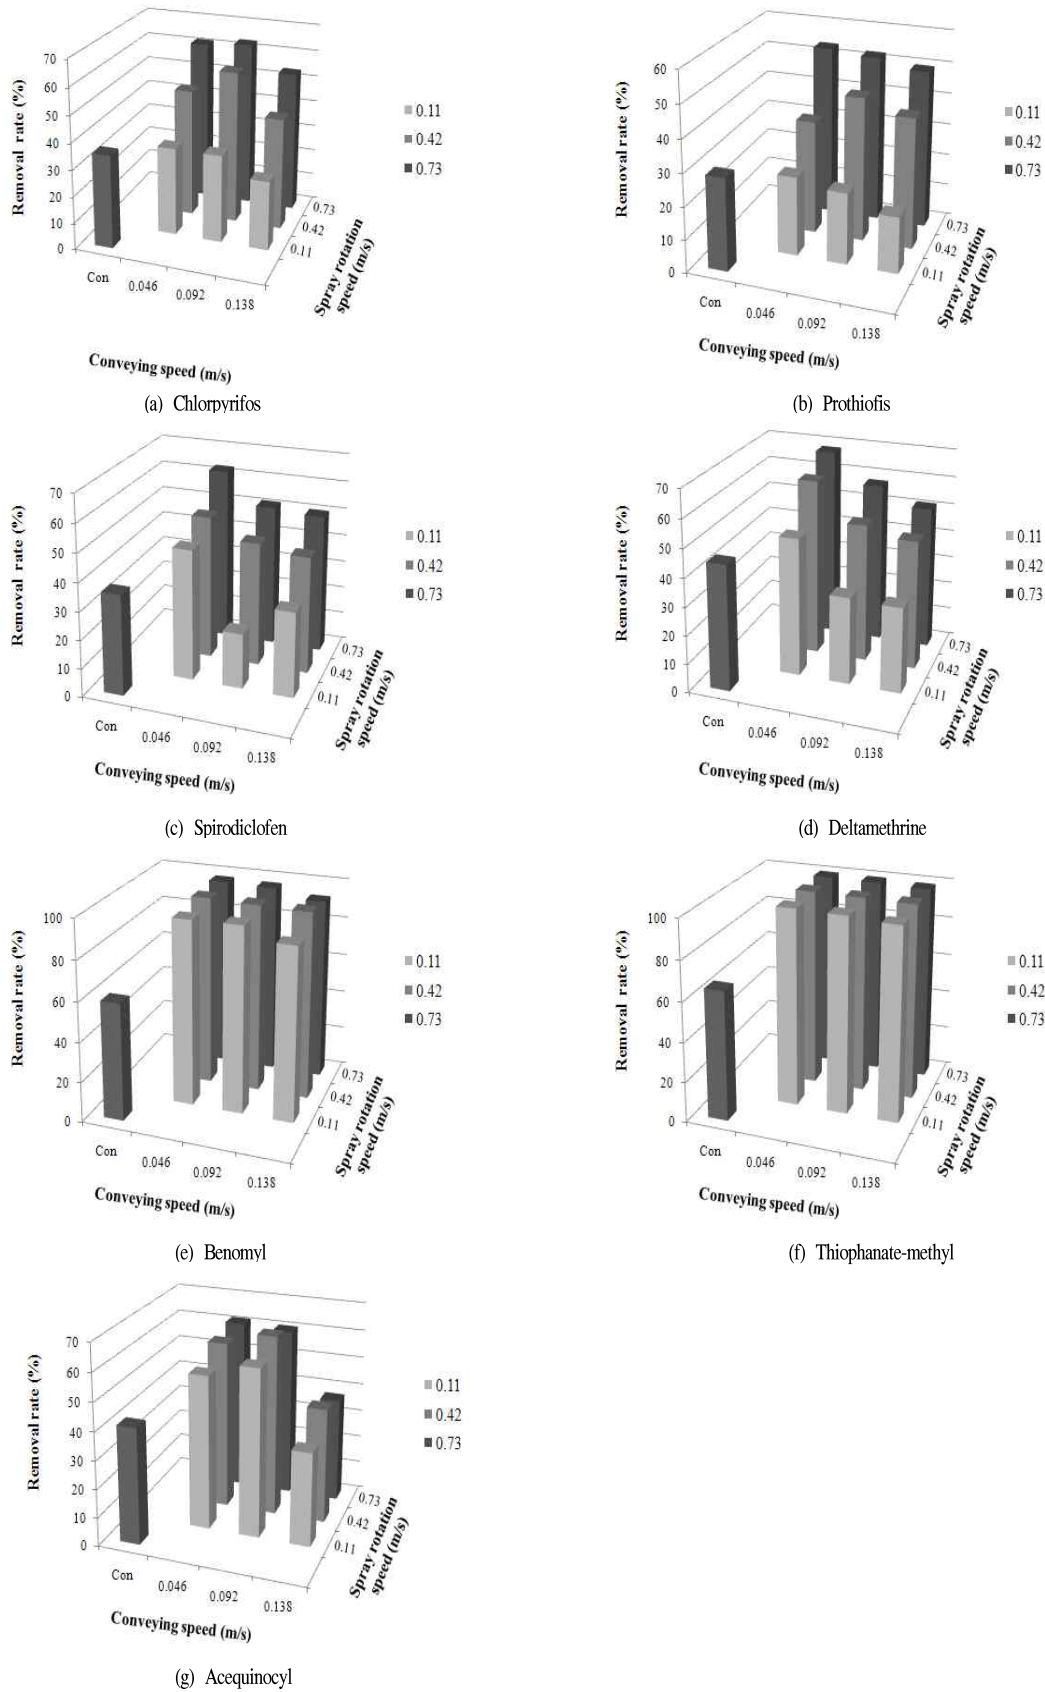 Removal rate (%)
70
60
50
40
30
20
10
0
Con
0.046
0.092
0.138
0.73
0.42
0.11
Spray rotation
speed (m/s)
Conveying speed (m/s)
0.11
0.42
0.73
(a) Chlorpyrifos
Removal rate (%)
60
50
40
30
20
10
0
Con
0.046
0.092
0.138
0.73
0.42
0.11
Spray rotation
speed (m/s)
Conveying speed (m/s)
0.11
0.42
0.73
(b) Prothiofis
Removal rate (%)
70
60
50
40
30
20
10
0
Con
0.046
0.092
0.138
0.73
0.42
0.11
Spray rotation
speed (m/s)
Conveying speed (m/s)
0.11
0.42
0.73
(c) Spirodiclofen
Removal rate (%)
70
60
50
40
30
20
10
0
Con
0.046
0.092
0.138
0.73
0.42
0.11
Spray rotation
speed (m/s)
Conveying speed (m/s)
0.11
0.42
0.73
(d) Deltamethrine
Removal rate (%)
100
80
60
40
20
0
Con
0.046
0.092
0.138
0.73
0.42
0.11
Spray rotation
speed (m/s)
Conveying speed (m/s)
0.11
0.42
0.73
(e) Benomyl
Removal rate (%)
100
80
60
40
20
0
Con
0.046
0.092
0.138
0.73
0.42
0.11
Spray rotation
speed (m/s)
Conveying speed (m/s)
0.11
0.42
0.73
(f) Thiophanate-methyl
Removal rate (%)
70
60
50
40
30
20
10
0
Con
0.046
0.092
0.138
0.73
0.42
0.11
Spray rotation
speed (m/s)
Conveying speed (m/s)
0.11
0.42
0.73
(g) Acequinocyl